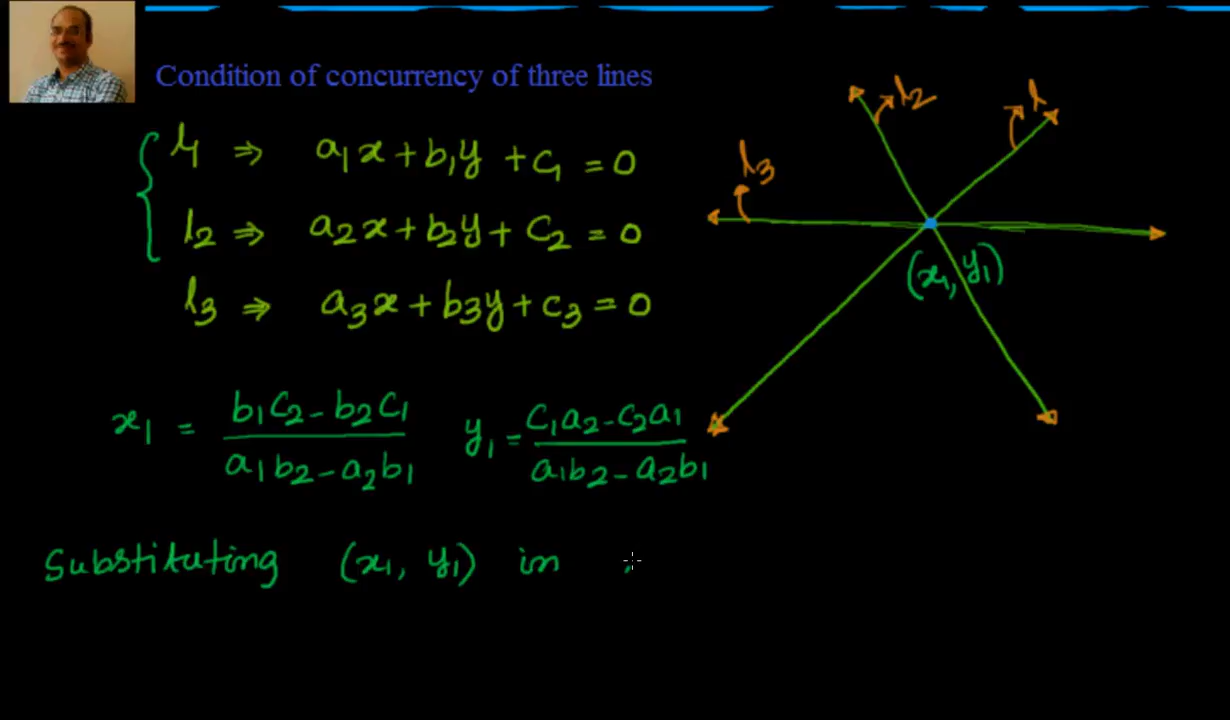 Condition of concurrency of three lines
l1 ⇒ a1x + b1y + c1 = 0
l2 ⇒ a2x + b2y + c2 = 0
l3 ⇒ a3x + b3y + c3 = 0
x1 = (b1c2 - b2c1)/(a1b2 - a2b1) y1 = (c1a2 - c2a1)/(a1b2 - a2b1)
Substituting (x1, y1) in
l3
l2
l
(x1, y1)